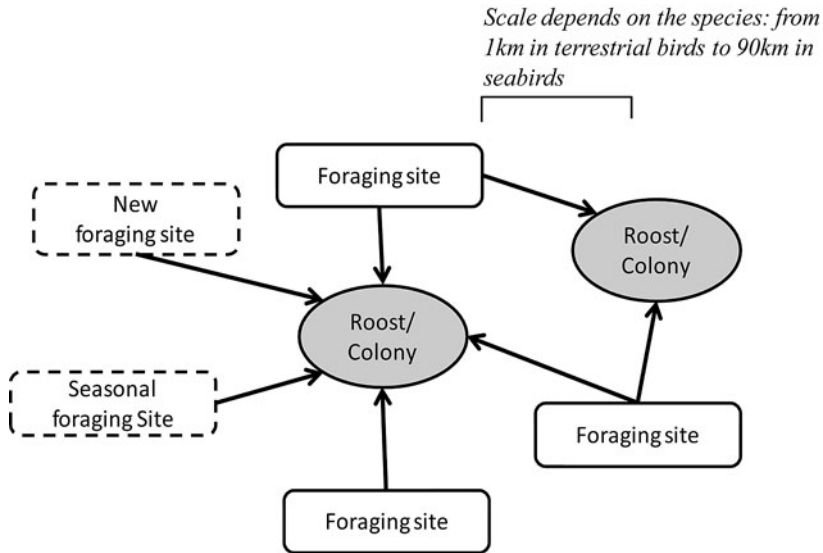 Scale depends on the species: from
1km in terrestrial birds to 90km in
seabirds
Foraging site
New
foraging site
Roost/
Colony
Roost/
Colony
Seasonal
foraging Site
Foraging site
Foraging site